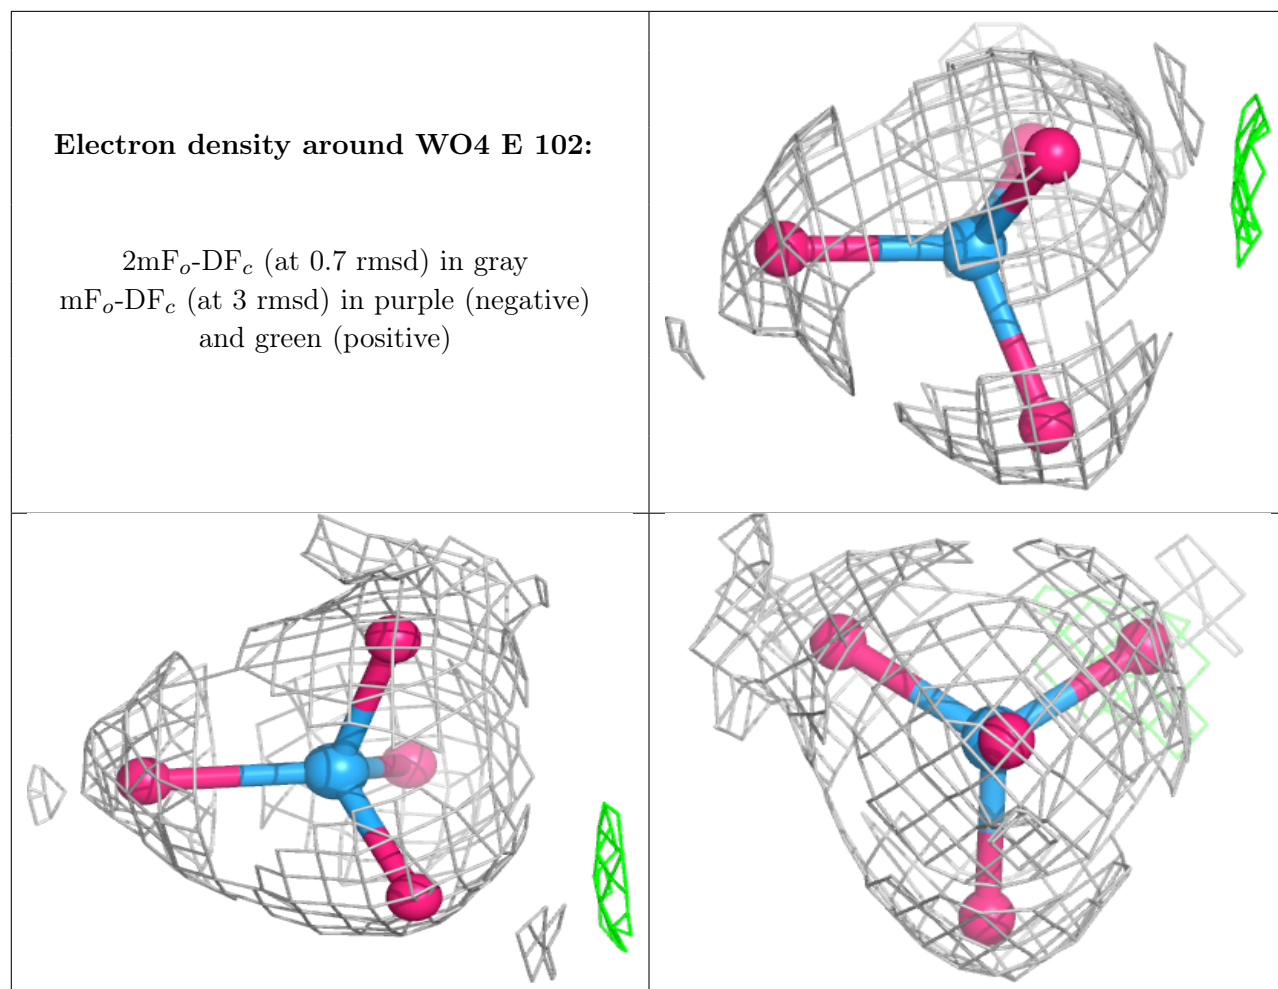 Electron density around WO4 E 102:
2mFo-DFc (at 0.7 rmsd) in gray
mFo-DFc (at 3 rmsd) in purple (negative)
and green (positive)